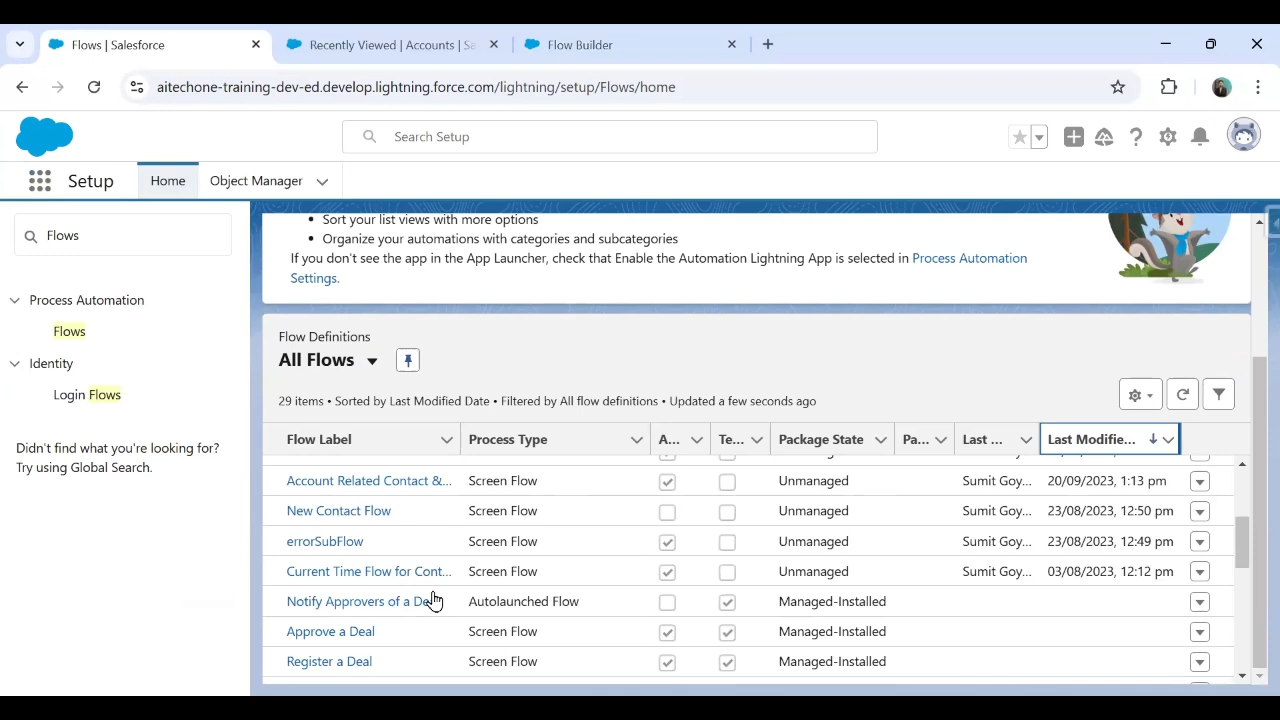 Flows | Salesforce
Recently Viewed | Accounts | Sa
Flow Builder
aitechone-training-dev-ed.develop.lightning.force.com/lightning/setup/Flows/home
Search Setup
Setup
Home
Object Manager
Flows
Process Automation
Flows
Identity
Login Flows
Didn't find what you're looking for?
Try using Global Search.
• Sort your list views with more options
• Organize your automations with categories and subcategories
If you don't see the app in the App Launcher, check that Enable the Automation Lightning App is selected in Process Automation
Settings.
Flow Definitions
All Flows
29 items • Sorted by Last Modified Date • Filtered by All flow definitions • Updated a few seconds ago
Flow Label Process Type A... Te... Package State Pa... Last ... Last Modifie...
Account Related Contact &... Screen Flow Unmanaged Sumit Goy... 20/09/2023, 1:13 pm
New Contact Flow Screen Flow Unmanaged Sumit Goy... 23/08/2023, 12:50 pm
errorSubFlow Screen Flow Unmanaged Sumit Goy... 23/08/2023, 12:49 pm
Current Time Flow for Cont... Screen Flow Unmanaged Sumit Goy... 03/08/2023, 12:12 pm
Notify Approvers of a De Autolaunched Flow Managed-Installed
Approve a Deal Screen Flow Managed-Installed
Register a Deal Screen Flow Managed-Installed